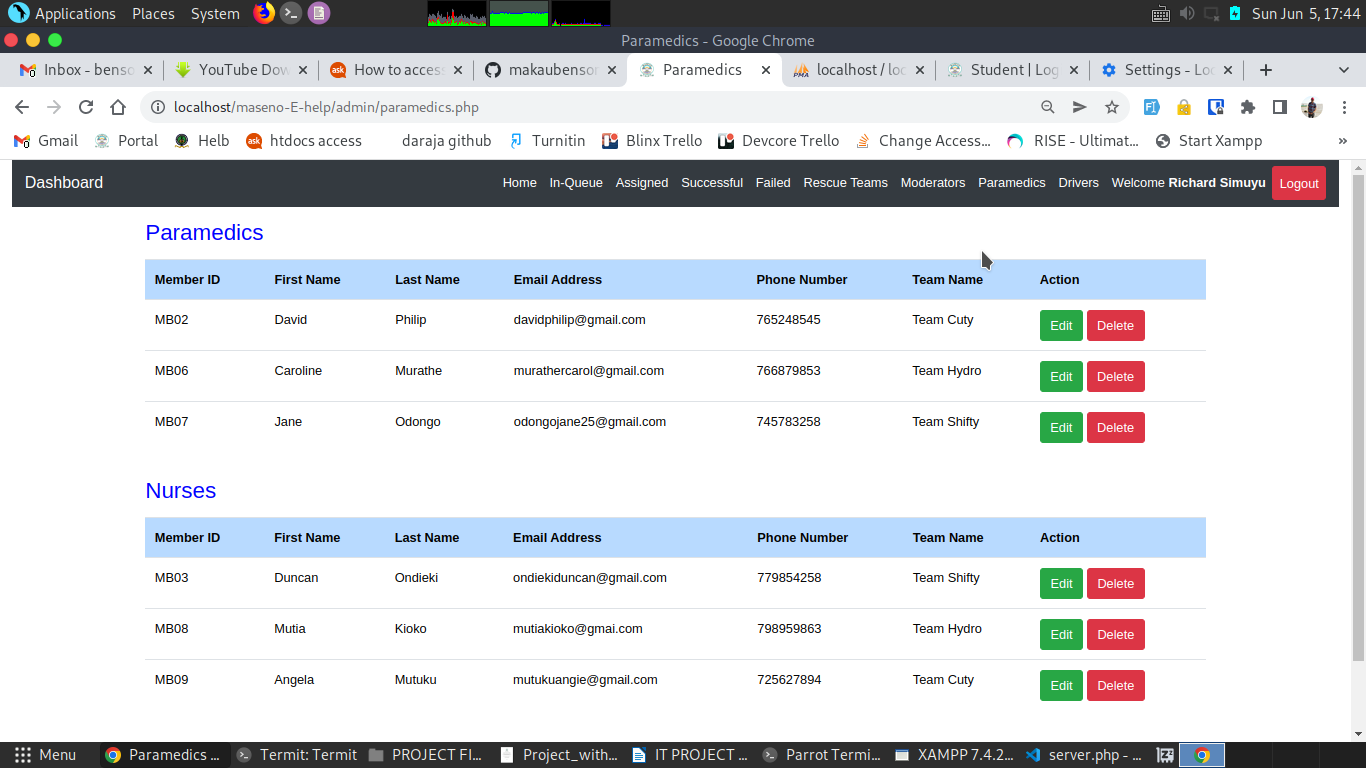 Applications Places System Sun Jun 5, 17:44
Paramedics - Google Chrome
Inbox - benso YouTube Dow How to acces makaubenson Paramedics localhost / loc Student | Log Settings - Loc
localhost/maseno-E-help/admin/paramedics.php
Gmail Portal Helb htdocs access daraja github Turnitin Blinx Trello Devcore Trello Change Access... RISE - Ultimat... Start Xampp »
Dashboard Home In-Queue Assigned Successful Failed Rescue Teams Moderators Paramedics Drivers Welcome Richard Simuyu Logout
Paramedics
Member ID First Name Last Name Email Address Phone Number Team Name Action
MB02 David Philip davidphilip@gmail.com 765248545 Team Cuty Edit Delete
MB06 Caroline Murathe murathercarol@gmail.com 766879853 Team Hydro Edit Delete
MB07 Jane Odongo odongojane25@gmail.com 745783258 Team Shifty Edit Delete
Nurses
Member ID First Name Last Name Email Address Phone Number Team Name Action
MB03 Duncan Ondieki ondiekiduncan@gmail.com 779854258 Team Shifty Edit Delete
MB08 Mutia Kioko mutiakioko@gmai.com 798959863 Team Hydro Edit Delete
MB09 Angela Mutuku mutukuangie@gmail.com 725627894 Team Cuty Edit Delete
Menu Paramedics ... Termit: Termit PROJECT FI... Project_with... IT PROJECT ... Parrot Termi... XAMPP 7.4.2... server.php - ...